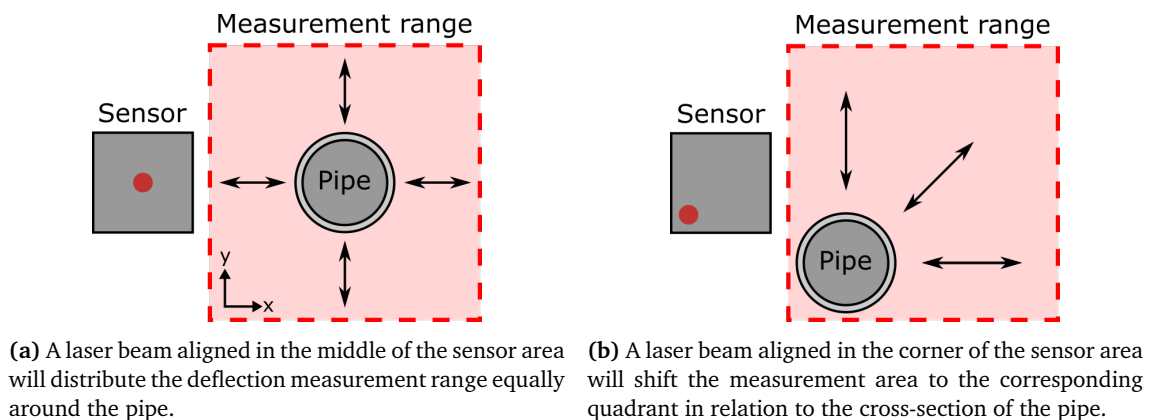 Measurement range
Sensor
Pipe
y
x
(a) A laser beam aligned in the middle of the sensor area
will distribute the deflection measurement range equally
around the pipe.
Measurement range
Sensor
Pipe
(b) A laser beam aligned in the corner of the sensor area
will shift the measurement area to the corresponding
quadrant in relation to the cross-section of the pipe.